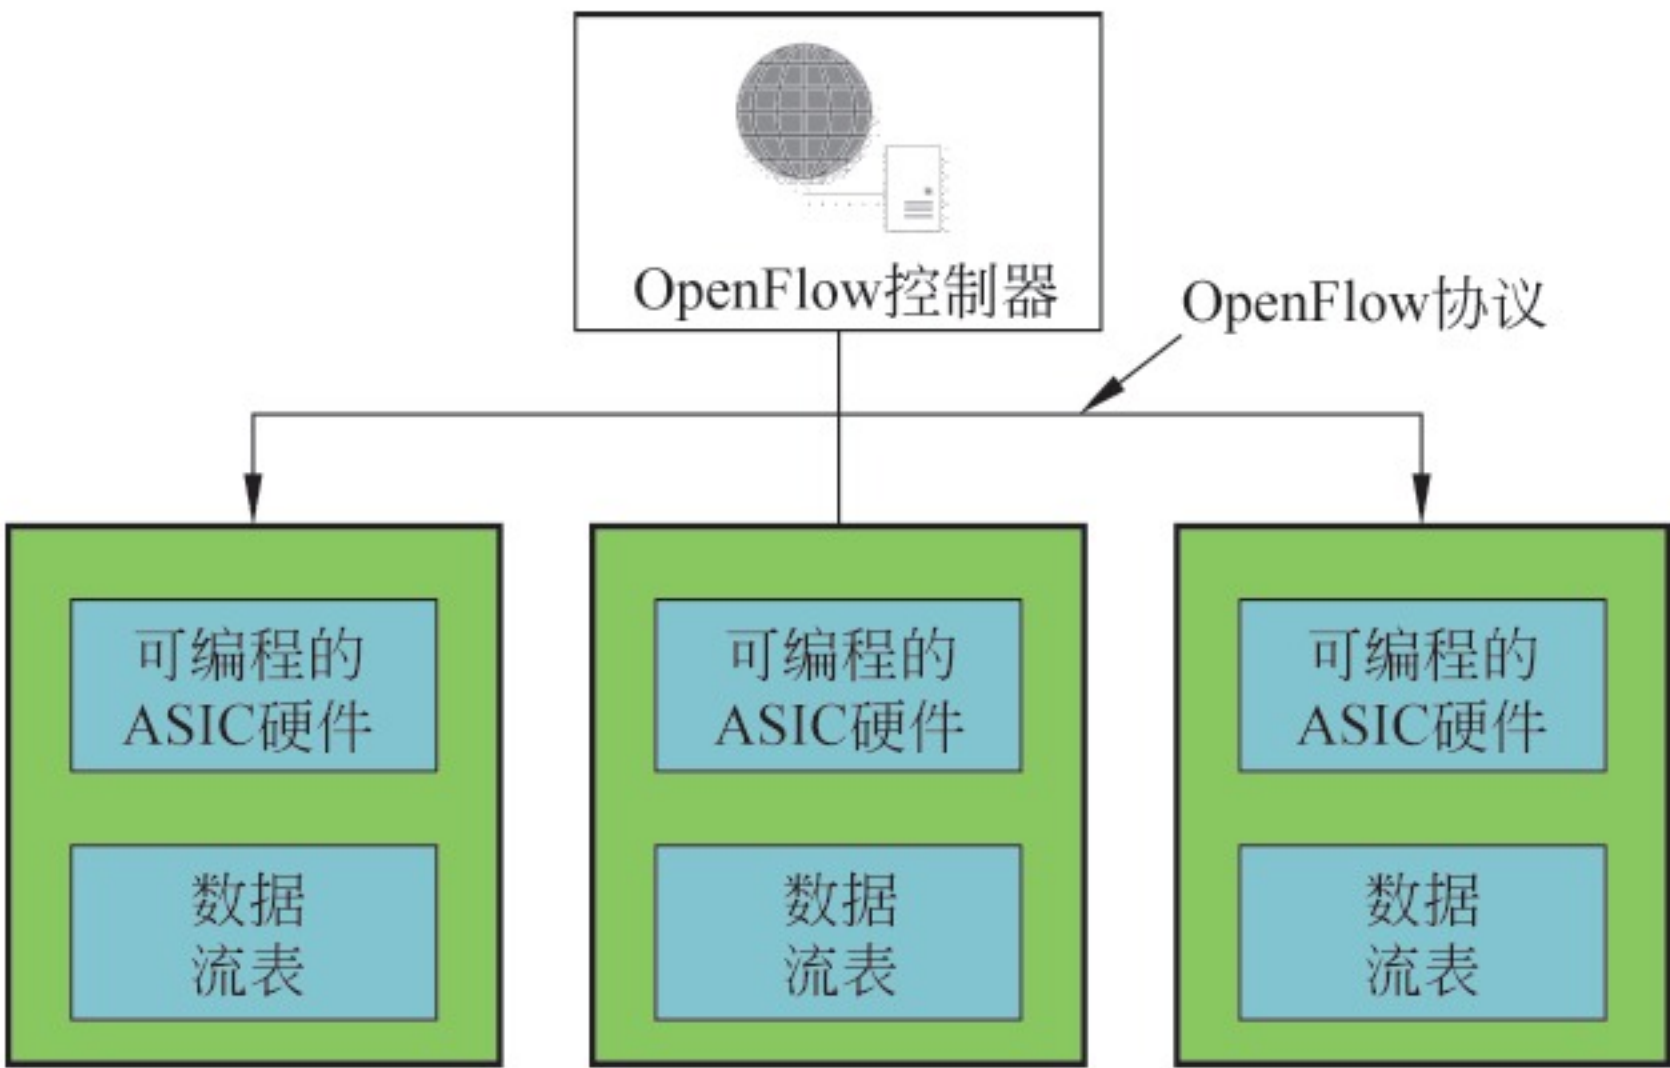 OpenFlow控制器
OpenFlow协议
可编程的
ASIC硬件
数据
流表
可编程的
ASIC硬件
数据
流表
可编程的
ASIC硬件
数据
流表